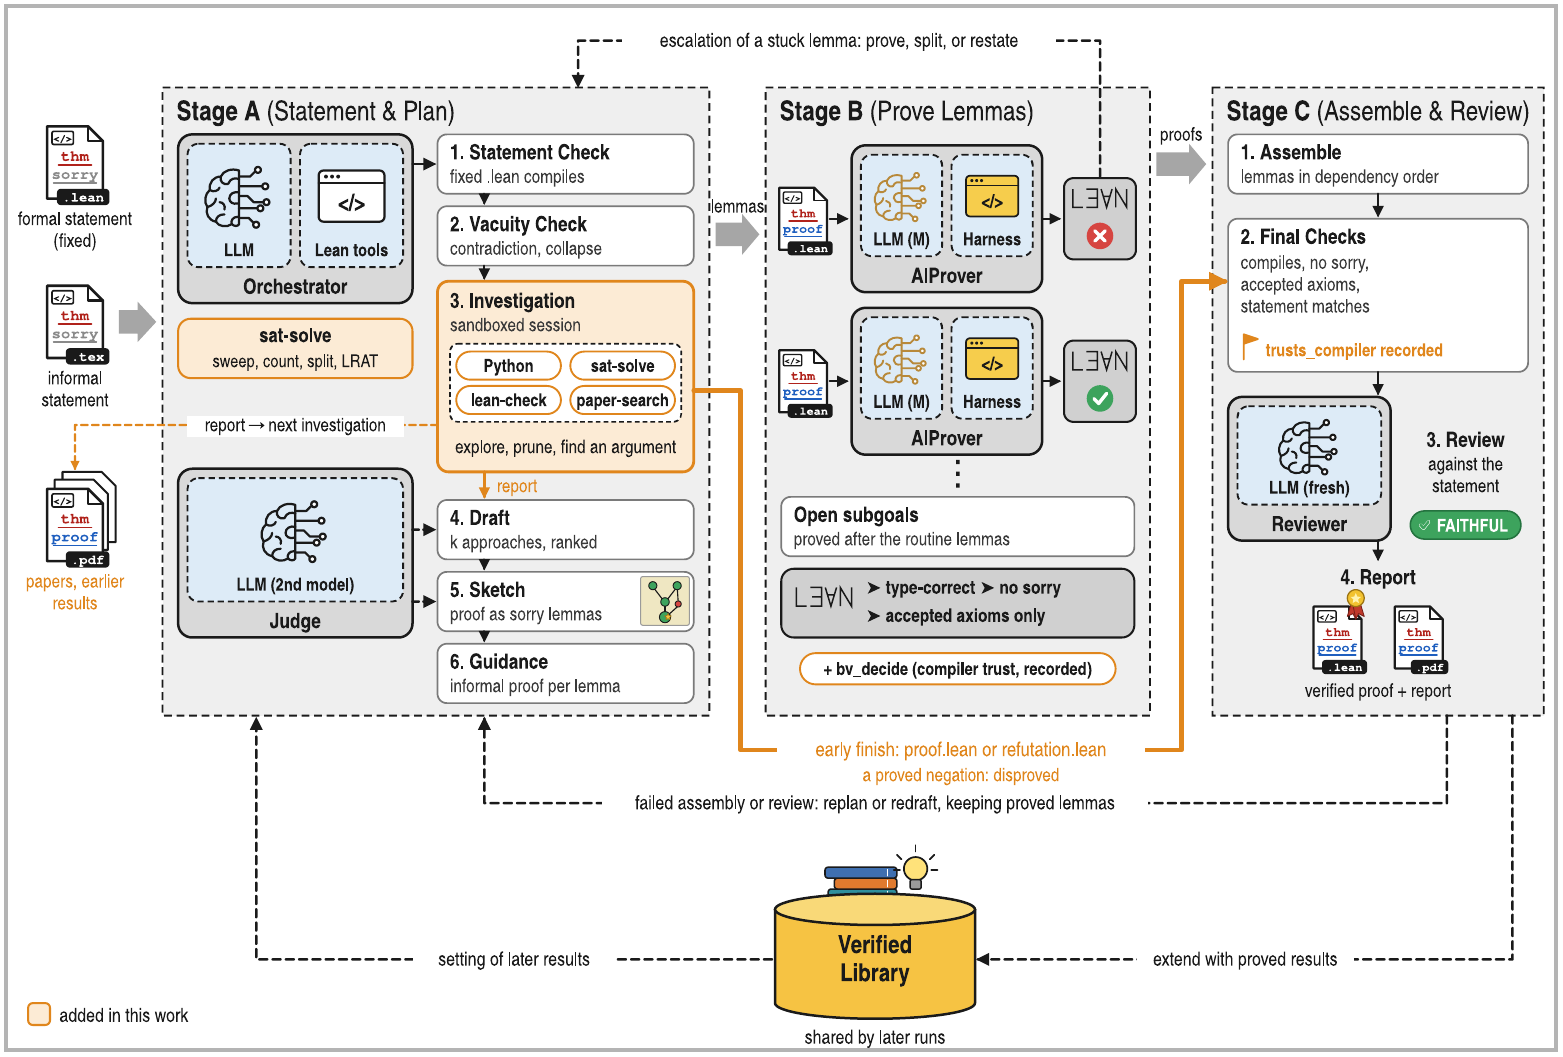 escalation of a stuck lemma: prove, split, or restate
</>
thm
sorry
.lean
formal statement
(fixed)
</>
thm
sorry
.tex
informal
statement
</>
thm
proof
.pdf
papers, earlier
results
Stage A (Statement & Plan)
LLM
</>
Lean tools
Orchestrator
sat-solve
sweep, count, split, LRAT
report → next investigation
LLM (2nd model)
Judge
1. Statement Check
fixed .lean compiles
2. Vacuity Check
contradiction, collapse
3. Investigation
sandboxed session
Python
sat-solve
lean-check
paper-search
explore, prune, find an argument
report
4. Draft
k approaches, ranked
5. Sketch
proof as sorry lemmas
6. Guidance
informal proof per lemma
lemmas
Stage B (Prove Lemmas)
</>
thm
proof
.lean
LLM (M)
</>
Harness
AIProver
L∃∀N
</>
thm
proof
.lean
LLM (M)
</>
Harness
AIProver
L∃∀N
Open subgoals
proved after the routine lemmas
L∃∀N
➤ type-correct ➤ no sorry
➤ accepted axioms only
+ bv_decide (compiler trust, recorded)
proofs
Stage C (Assemble & Review)
1. Assemble
lemmas in dependency order
2. Final Checks
compiles, no sorry,
accepted axioms,
statement matches
trusts_compiler recorded
LLM (fresh)
Reviewer
3. Review
against the
statement
✓ FAITHFUL
4. Report
</>
thm
proof
.lean
</>
thm
proof
.pdf
verified proof + report
early finish: proof.lean or refutation.lean
a proved negation: disproved
failed assembly or review: replan or redraft, keeping proved lemmas
setting of later results
Verified
Library
extend with proved results
shared by later runs
added in this work